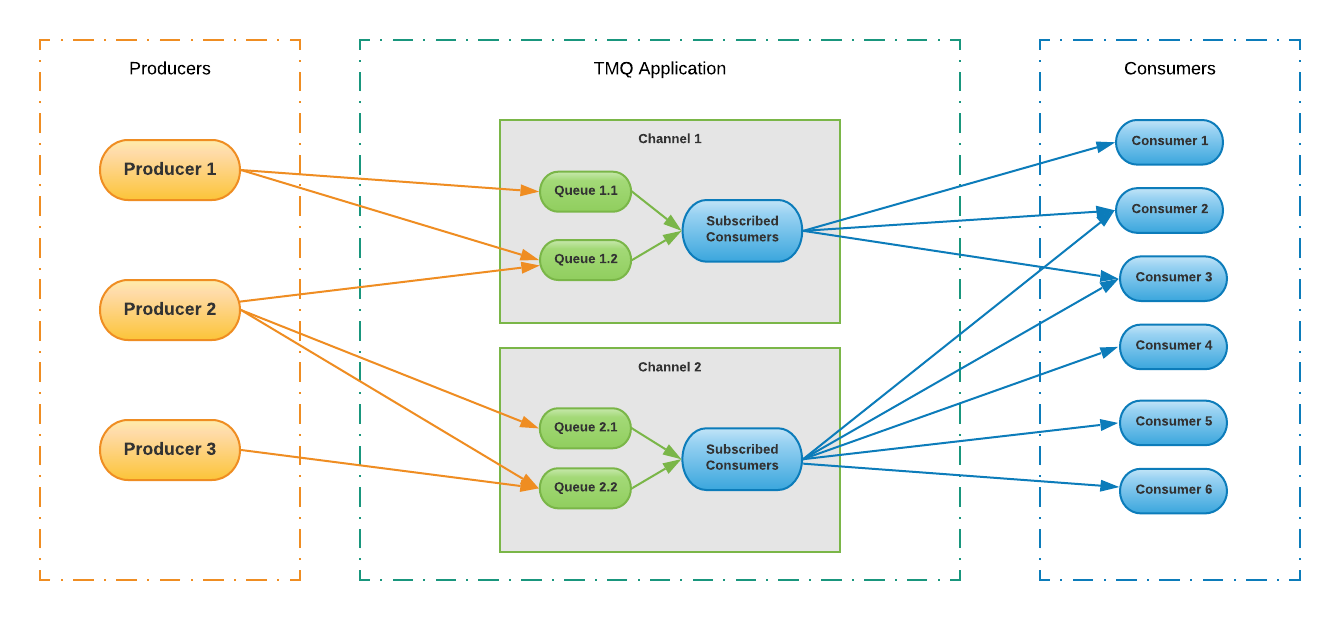 Producers
TMQ Application
Consumers
Producer 1
Producer 2
Producer 3
Channel 1
Queue 1.1
Queue 1.2
Subscribed
Consumers
Channel 2
Queue 2.1
Queue 2.2
Subscribed
Consumers
Consumer 1
Consumer 2
Consumer 3
Consumer 4
Consumer 5
Consumer 6